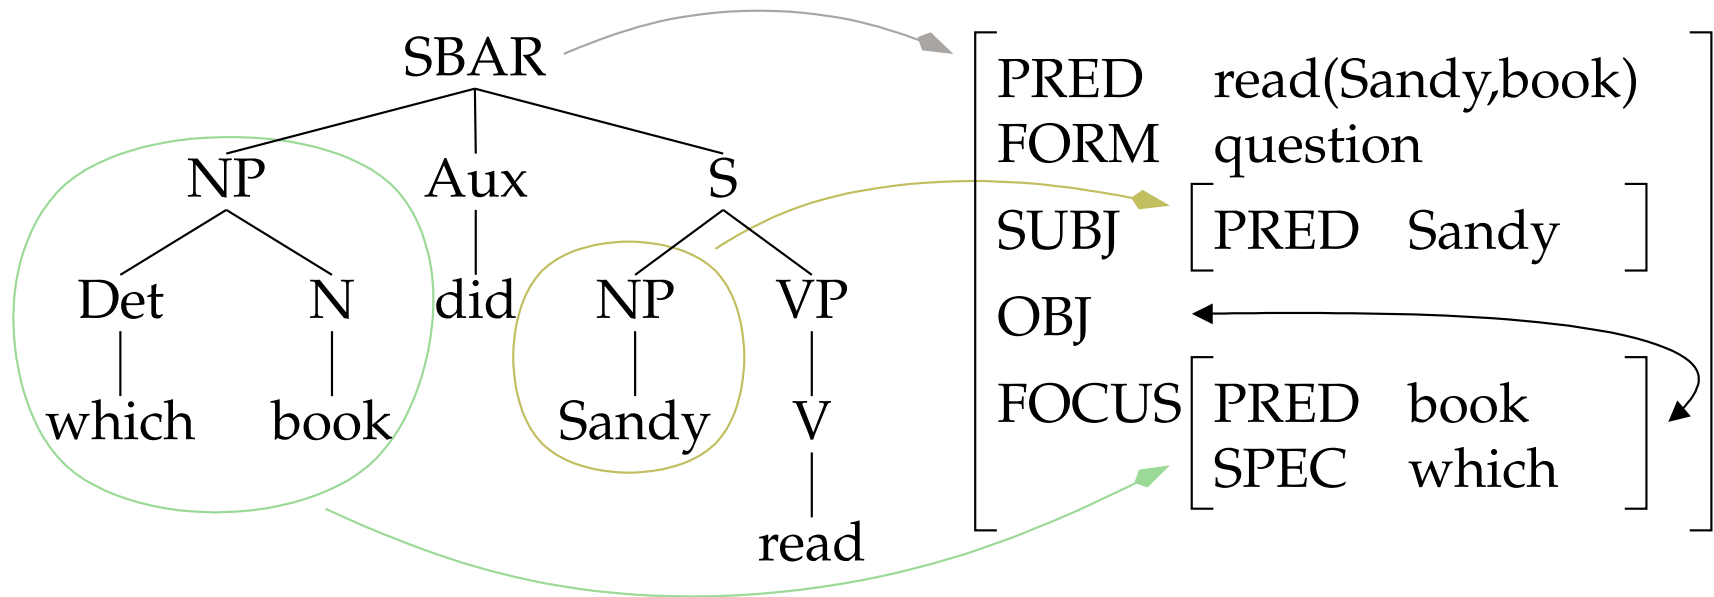 SBAR
NP Aux S
Det N did NP VP
which book Sandy V
read
PRED read(Sandy,book)
FORM question
SUBJ PRED Sandy
OBJ
FOCUS PRED book
SPEC which